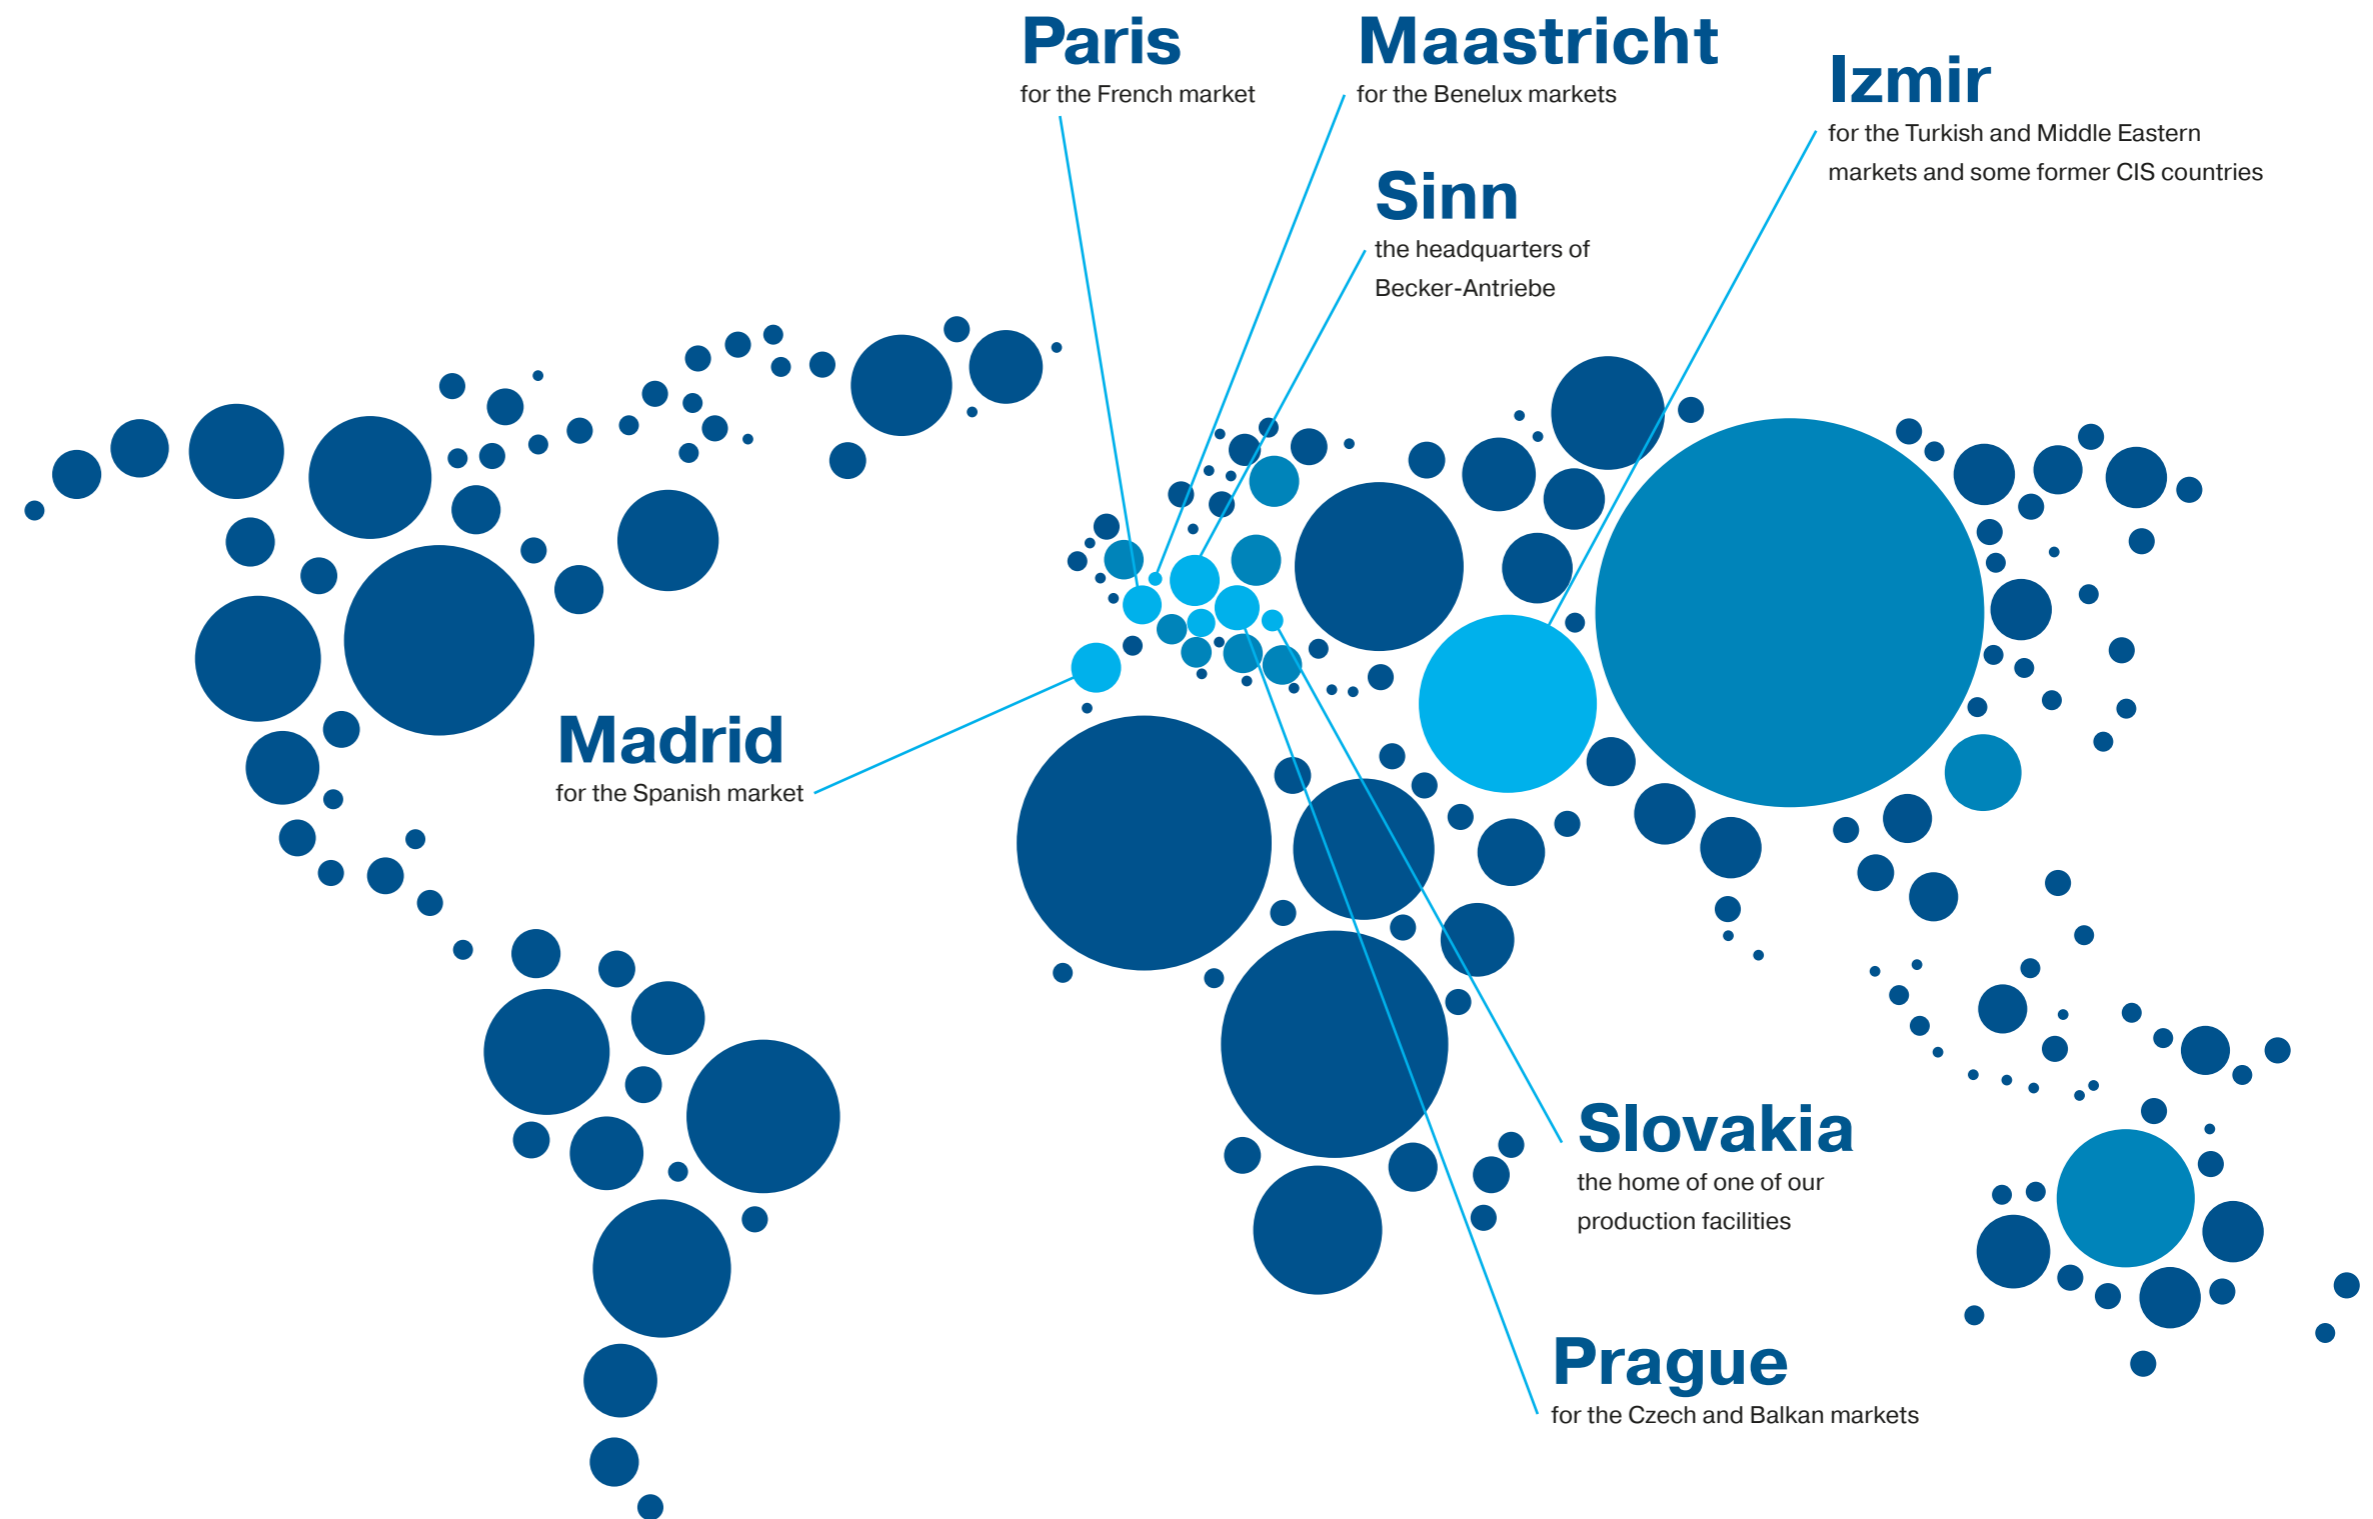 Paris
for the French market
Maastricht
for the Benelux markets
Izmir
for the Turkish and Middle Eastern
markets and some former CIS countries
Sinn
the headquarters of
Becker-Antriebe
Madrid
for the Spanish market
Slovakia
the home of one of our
production facilities
Prague
for the Czech and Balkan markets